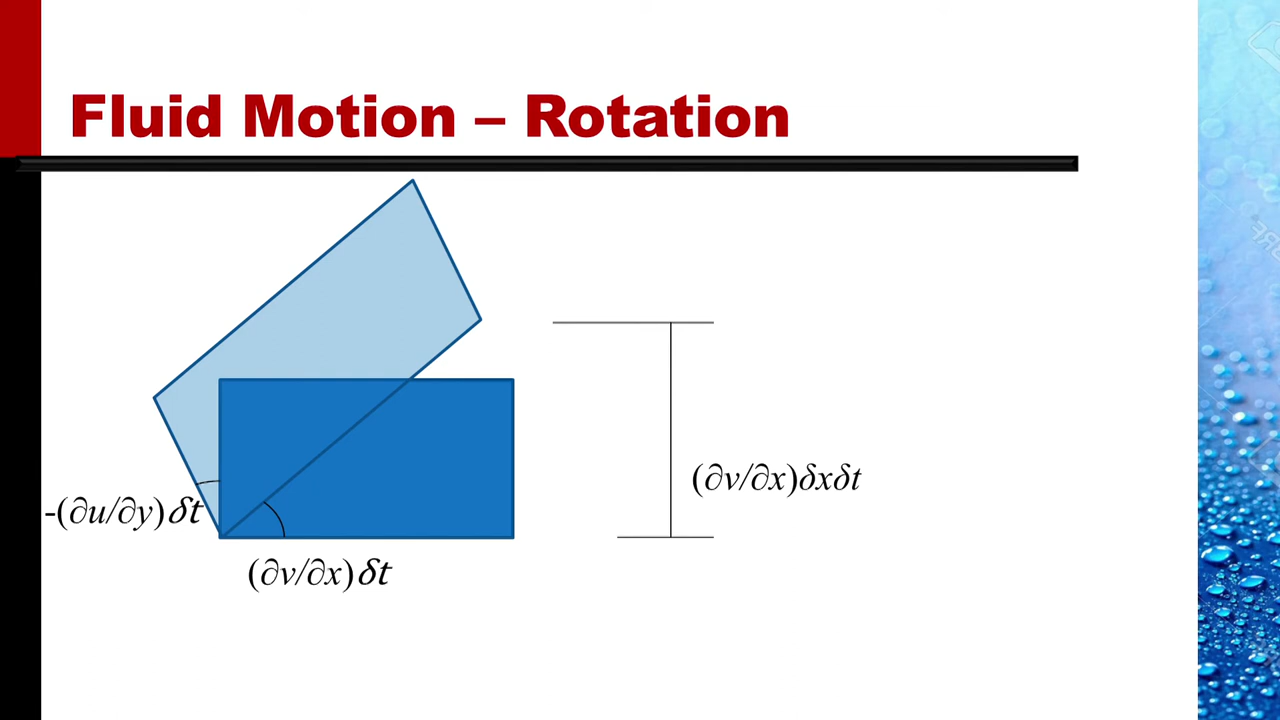 Fluid Motion – Rotation
(∂v/∂x)δxδt
-(∂u/∂y)δt
(∂v/∂x)δt